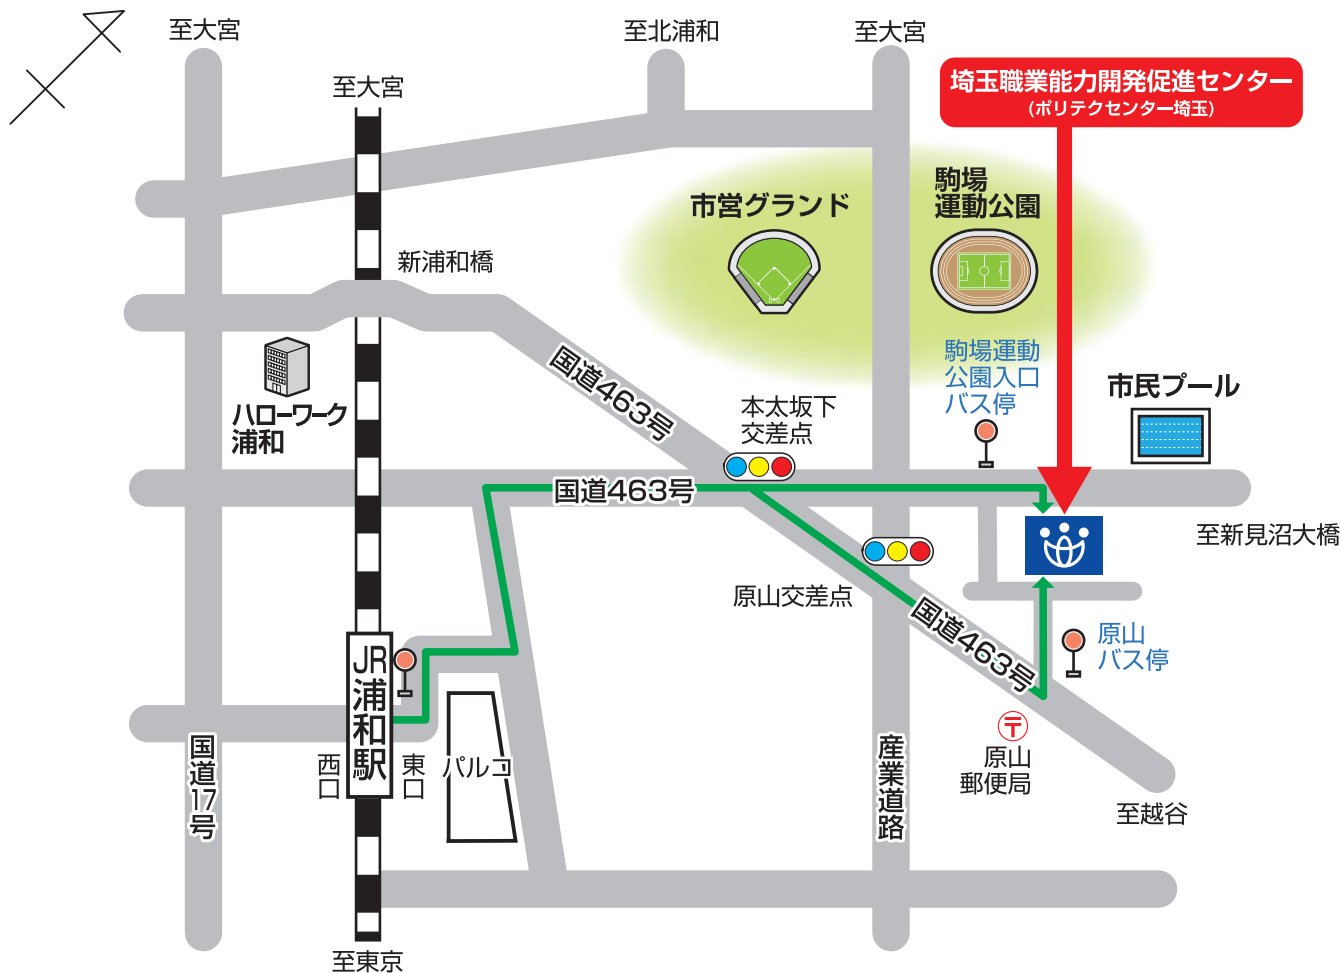 至大宮
至北浦和
至大宮
至大宮
埼玉職業能力開発促進センター
(ポリテクセンター埼玉)
市営グランド
駒場
運動公園
新浦和橋
ハローワーク
浦和
国道463号
本太坂下
交差点
駒場運動
公園入口
バス停
市民プール
国道463号
至新見沼大橋
原山交差点
国道463号
原山
バス停
JR浦和駅
西口
東口
パルコ
国道17号
産業道路
〒
原山
郵便局
至越谷
至東京